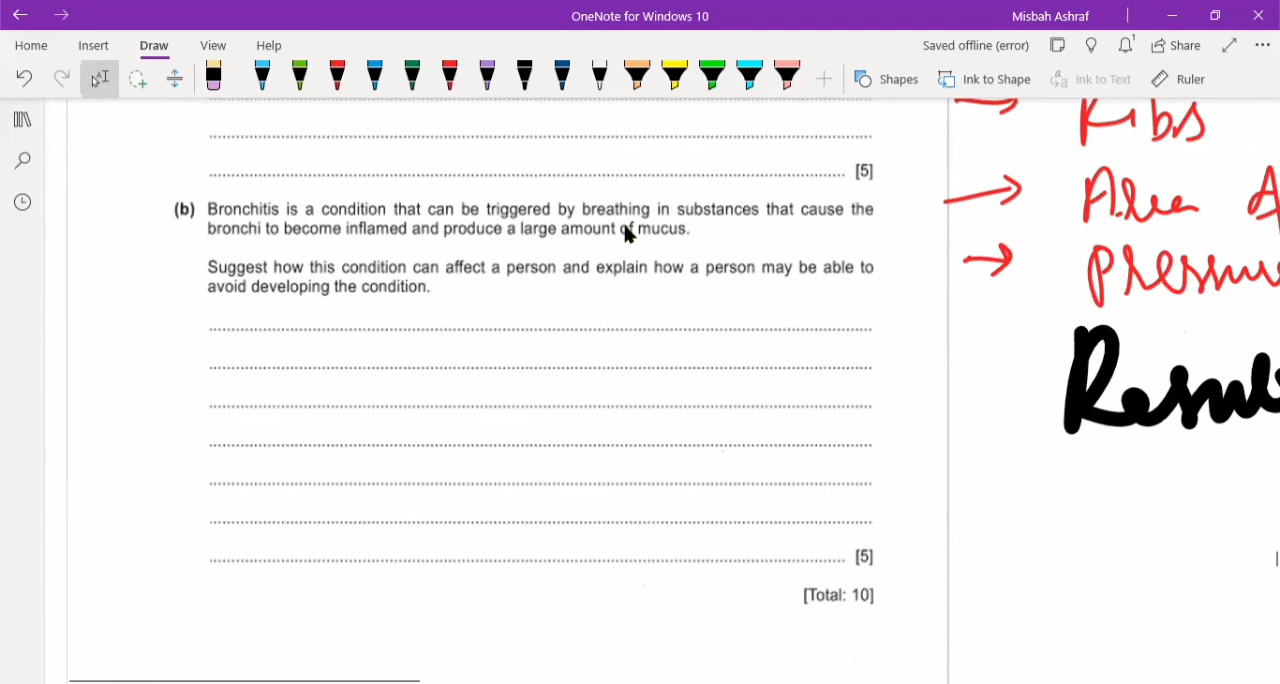 OneNote for Windows 10
Misbah Ashraf
Home Insert Draw View Help
Saved offline (error)
1
Share
Shapes
Ink to Shape
Ink to Text
Ruler
[5]
(b) Bronchitis is a condition that can be triggered by breathing in substances that cause the
bronchi to become inflamed and produce a large amount of mucus.
Suggest how this condition can affect a person and explain how a person may be able to
avoid developing the condition.
[5]
[Total: 10]
Ribs
Area